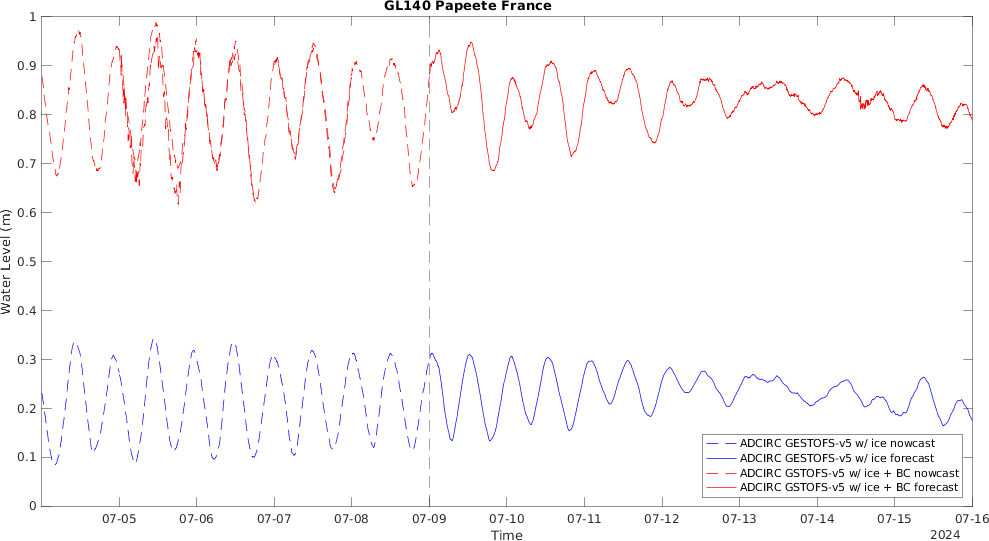 GL140 Papeete France
1
0.9
0.8
0.7
0.6
0.5
0.4
0.3
0.2
0.1
0
Water Level (m)
ADCIRC GESTOFS-v5 w/ ice nowcast
ADCIRC GESTOFS-v5 w/ ice forecast
ADCIRC GSTOFS-v5 w/ ice + BC nowcast
ADCIRC GSTOFS-v5 w/ ice + BC forecast
07-05 07-06 07-07 07-08 07-09 07-10 07-11 07-12 07-13 07-14 07-15 07-16
Time
2024